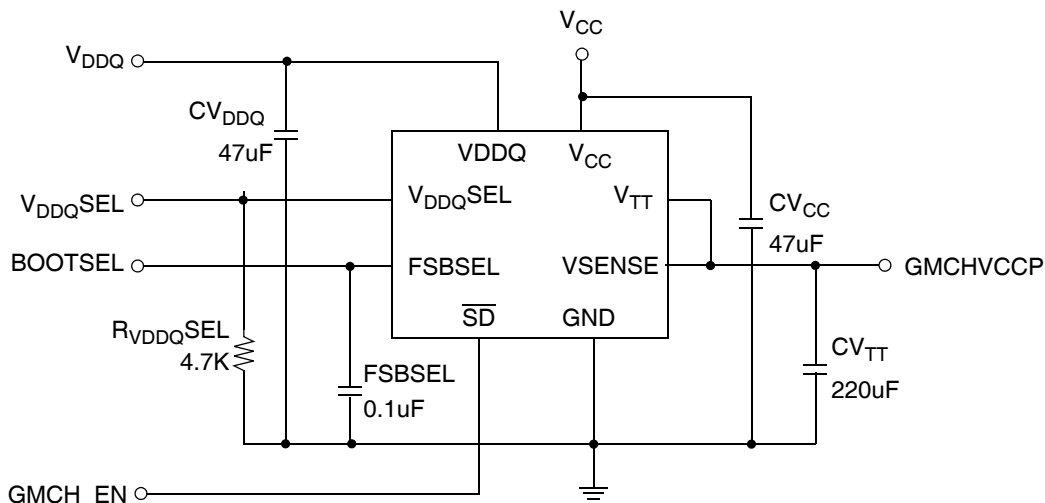 VCC
VDDQ
CVDDQ
47uF
VDDQ
VCC
VDDQSEL
VDDQSEL
VTT
CVCC
47uF
BOOTSEL
FSBSEL
VSENSE
GMCHVCCP
SD
GND
RVDDQSEL
4.7K
FSBSEL
0.1uF
CVTT
220uF
GMCH_EN